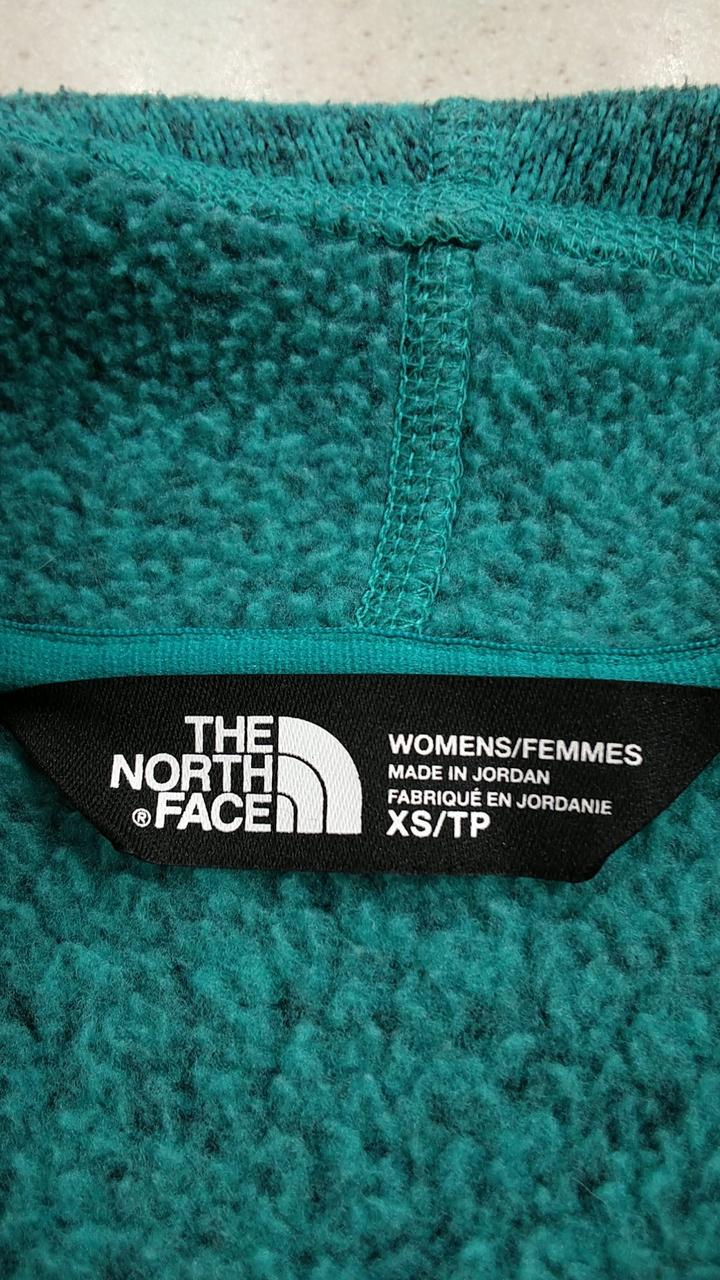 THE
NORTH
®FACE
WOMENS/FEMMES
MADE IN JORDAN
FABRIQUÉ EN JORDANIE
XS/TP